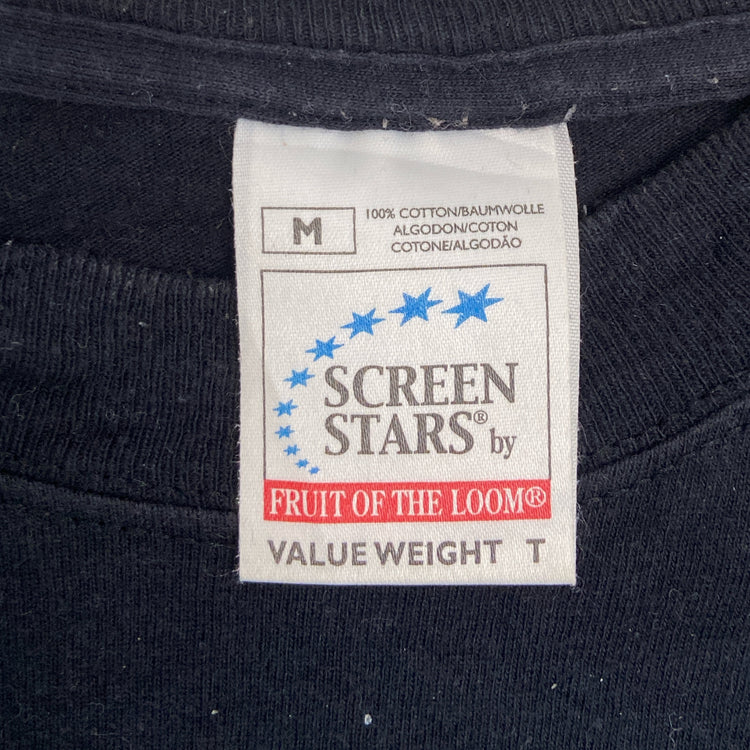 M
100% COTTON/BAUMWOLLE
ALGODON/COTON
COTONE/ALGODÃO
SCREEN
STARS® by
FRUIT OF THE LOOM®
VALUE WEIGHT T